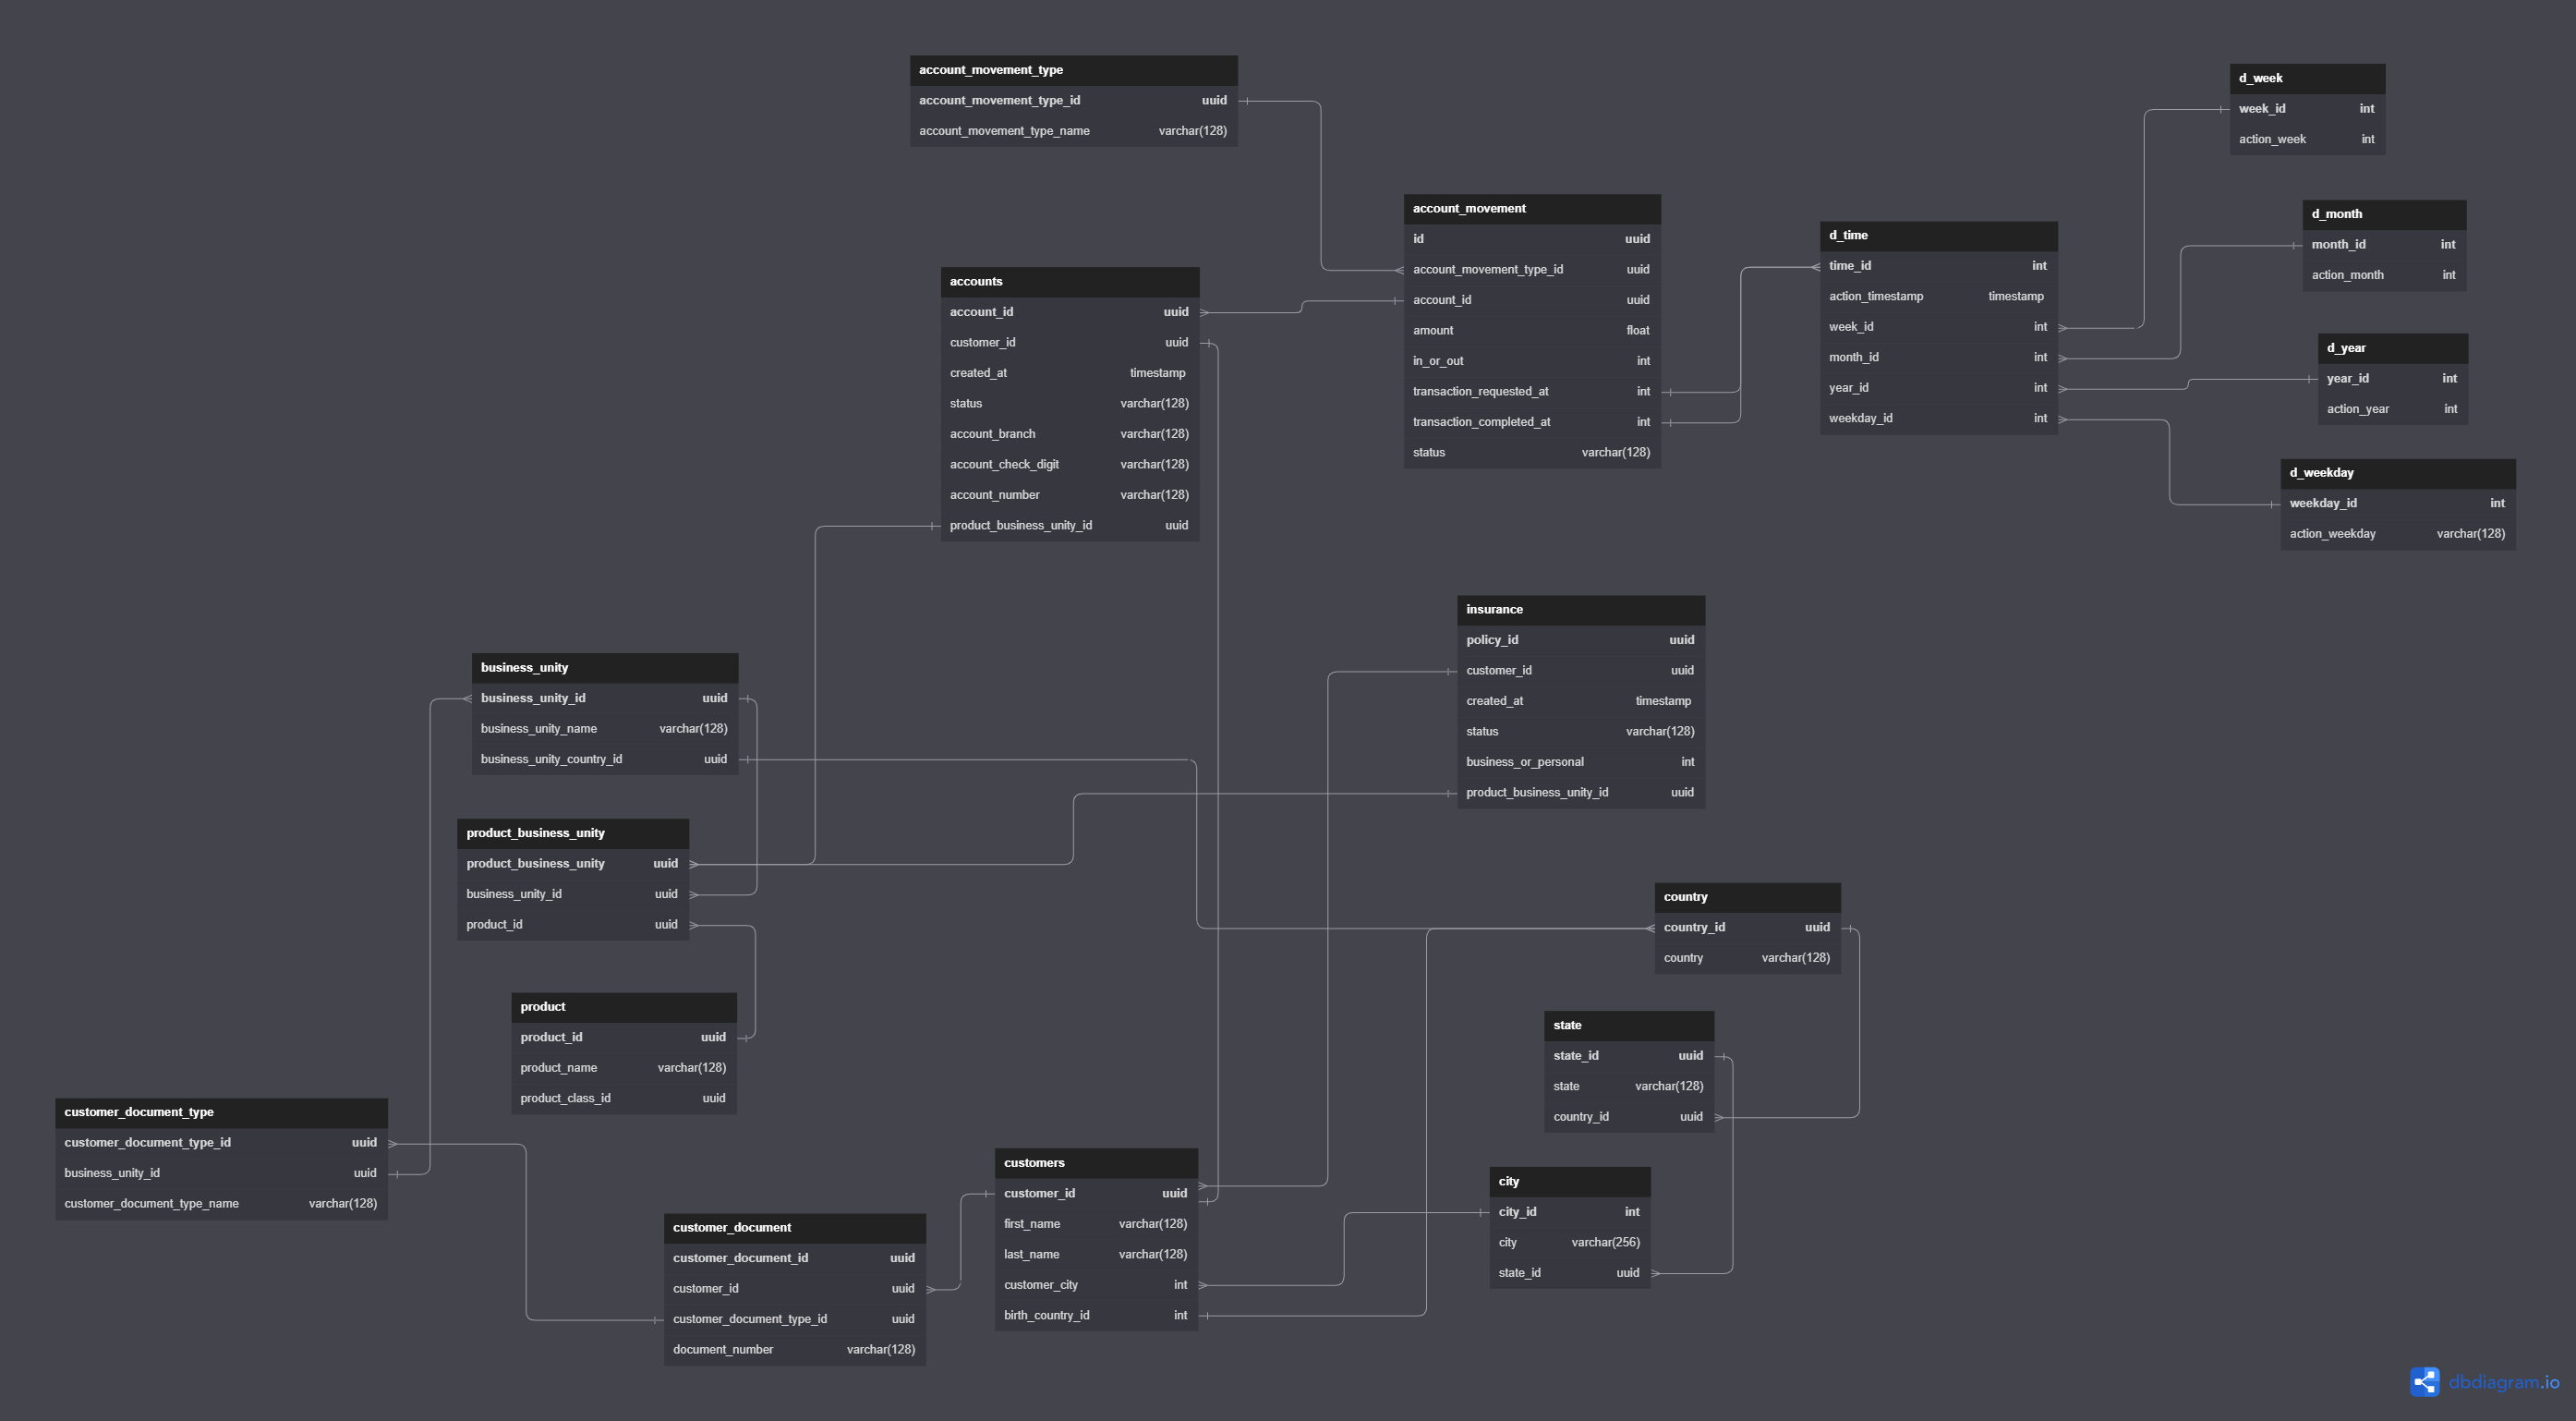 account_movement_type
account_movement_type_id uuid
account_movement_type_name varchar(128)
d_week
week_id int
action_week int
account_movement
id uuid
account_movement_type_id uuid
account_id uuid
amount float
in_or_out int
transaction_requested_at int
transaction_completed_at int
status varchar(128)
d_month
month_id int
action_month int
d_time
time_id int
action_timestamp timestamp
week_id int
month_id int
year_id int
weekday_id int
accounts
account_id uuid
customer_id uuid
created_at timestamp
status varchar(128)
account_branch varchar(128)
account_check_digit varchar(128)
account_number varchar(128)
product_business_unity_id uuid
d_year
year_id int
action_year int
d_weekday
weekday_id int
action_weekday varchar(128)
insurance
policy_id uuid
customer_id uuid
created_at timestamp
status varchar(128)
business_or_personal int
product_business_unity_id uuid
business_unity
business_unity_id uuid
business_unity_name varchar(128)
business_unity_country_id uuid
product_business_unity
product_business_unity uuid
business_unity_id uuid
product_id uuid
country
country_id uuid
country varchar(128)
product
product_id uuid
product_name varchar(128)
product_class_id uuid
state
state_id uuid
state varchar(128)
country_id uuid
customer_document_type
customer_document_type_id uuid
business_unity_id uuid
customer_document_type_name varchar(128)
customers
customer_id uuid
first_name varchar(128)
last_name varchar(128)
customer_city int
birth_country_id int
city
city_id int
city varchar(256)
state_id uuid
customer_document
customer_document_id uuid
customer_id uuid
customer_document_type_id uuid
document_number varchar(128)
dbdiagram.io